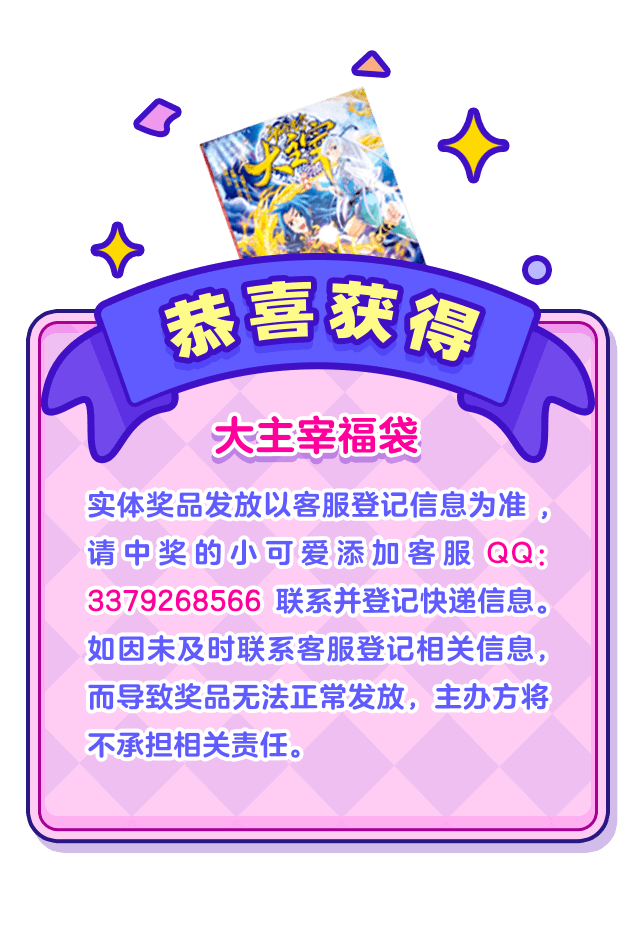 大主宰
恭喜获得
大主宰福袋
实体奖品发放以客服登记信息为准，
请中奖的小可爱添加客服 QQ：
3379268566 联系并登记快递信息。
如因未及时联系客服登记相关信息，
而导致奖品无法正常发放，主办方将
不承担相关责任。